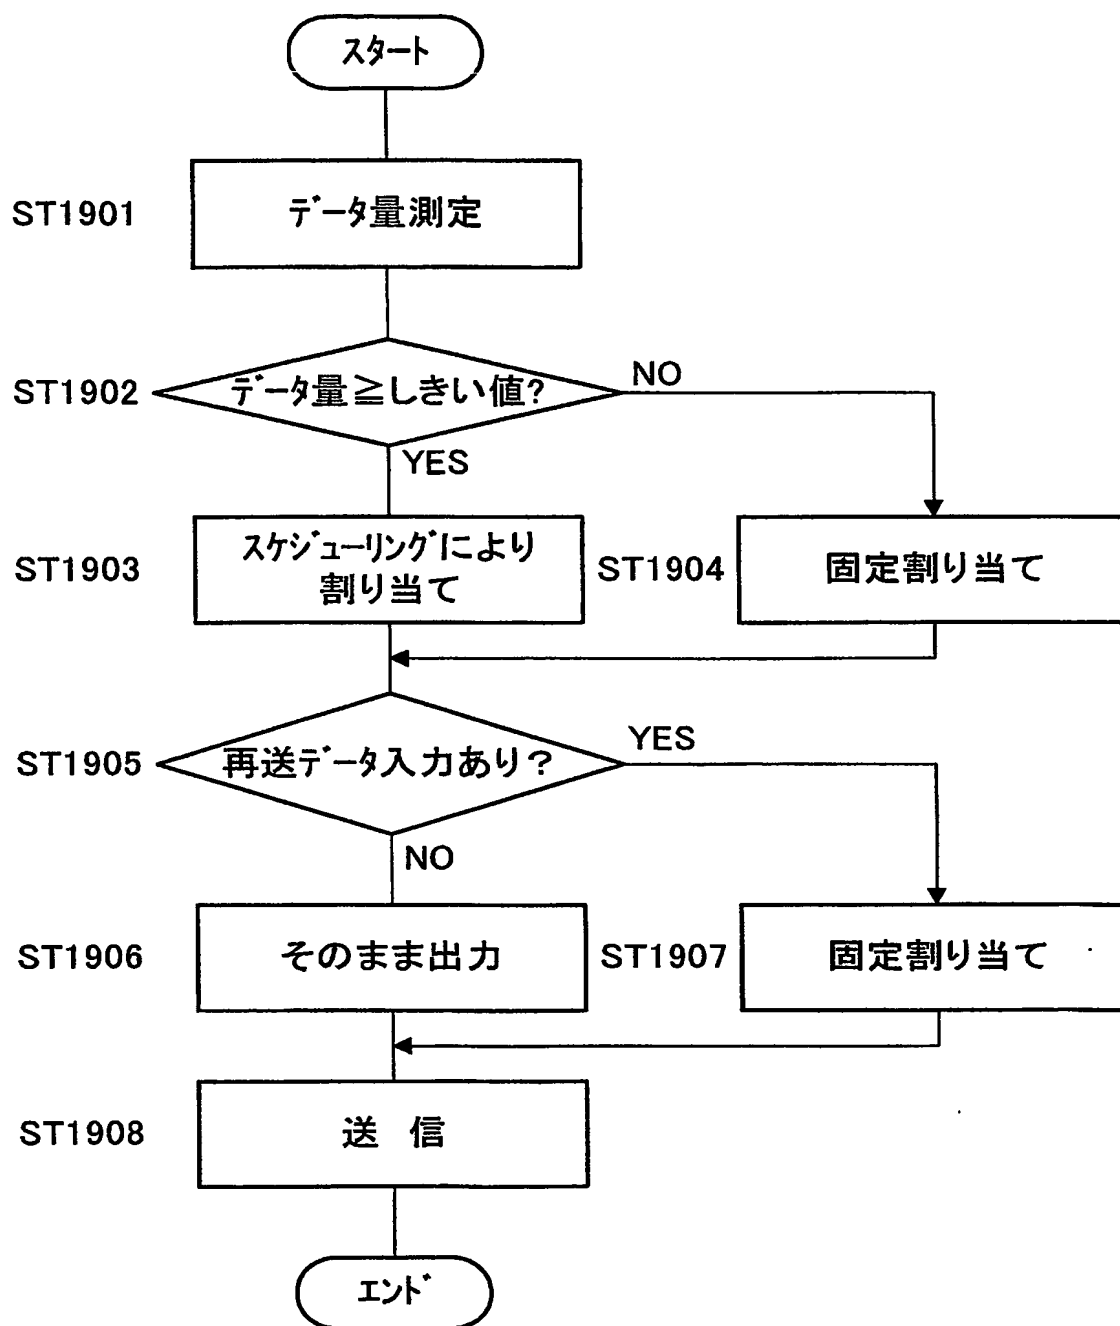 スタート
ST1901
データ量測定
ST1902
データ量≧しきい値?
NO
YES
ST1903
スケジューリングにより
割り当て
ST1904
固定割り当て
ST1905
再送データ入力あり?
YES
NO
ST1906
そのまま出力
ST1907
固定割り当て
ST1908
送 信
エンド